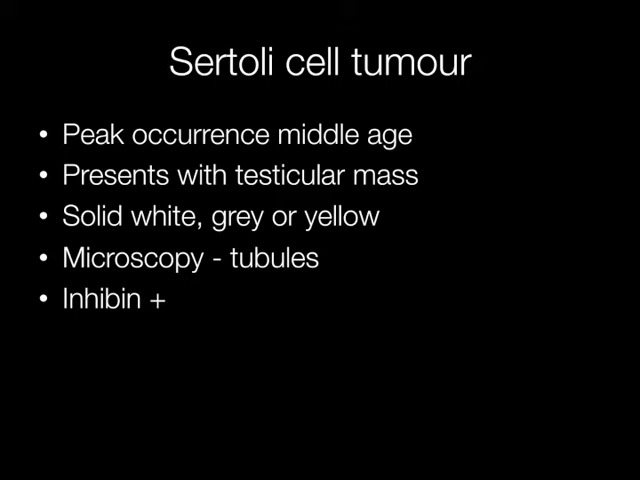 Sertoli cell tumour
• Peak occurrence middle age
• Presents with testicular mass
• Solid white, grey or yellow
• Microscopy - tubules
• Inhibin +